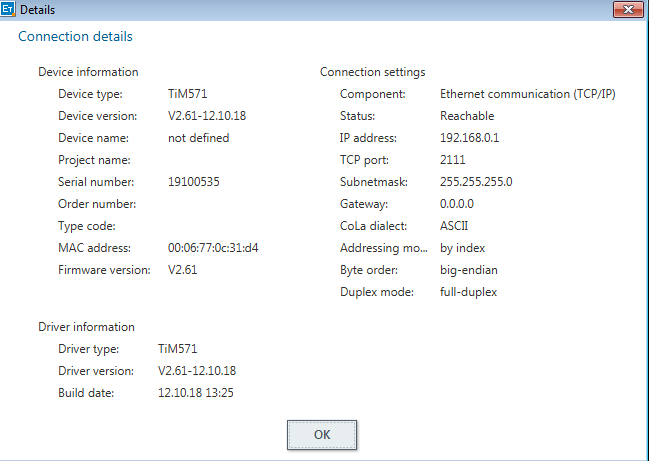 ET Details
Connection details
Device information
Device type: TiM571
Device version: V2.61-12.10.18
Device name: not defined
Project name:
Serial number: 19100535
Order number:
Type code:
MAC address: 00:06:77:0c:31:d4
Firmware version: V2.61
Connection settings
Component: Ethernet communication (TCP/IP)
Status: Reachable
IP address: 192.168.0.1
TCP port: 2111
Subnetmask: 255.255.255.0
Gateway: 0.0.0.0
CoLa dialect: ASCII
Addressing mo... by index
Byte order: big-endian
Duplex mode: full-duplex
Driver information
Driver type: TiM571
Driver version: V2.61-12.10.18
Build date: 12.10.18 13:25
OK